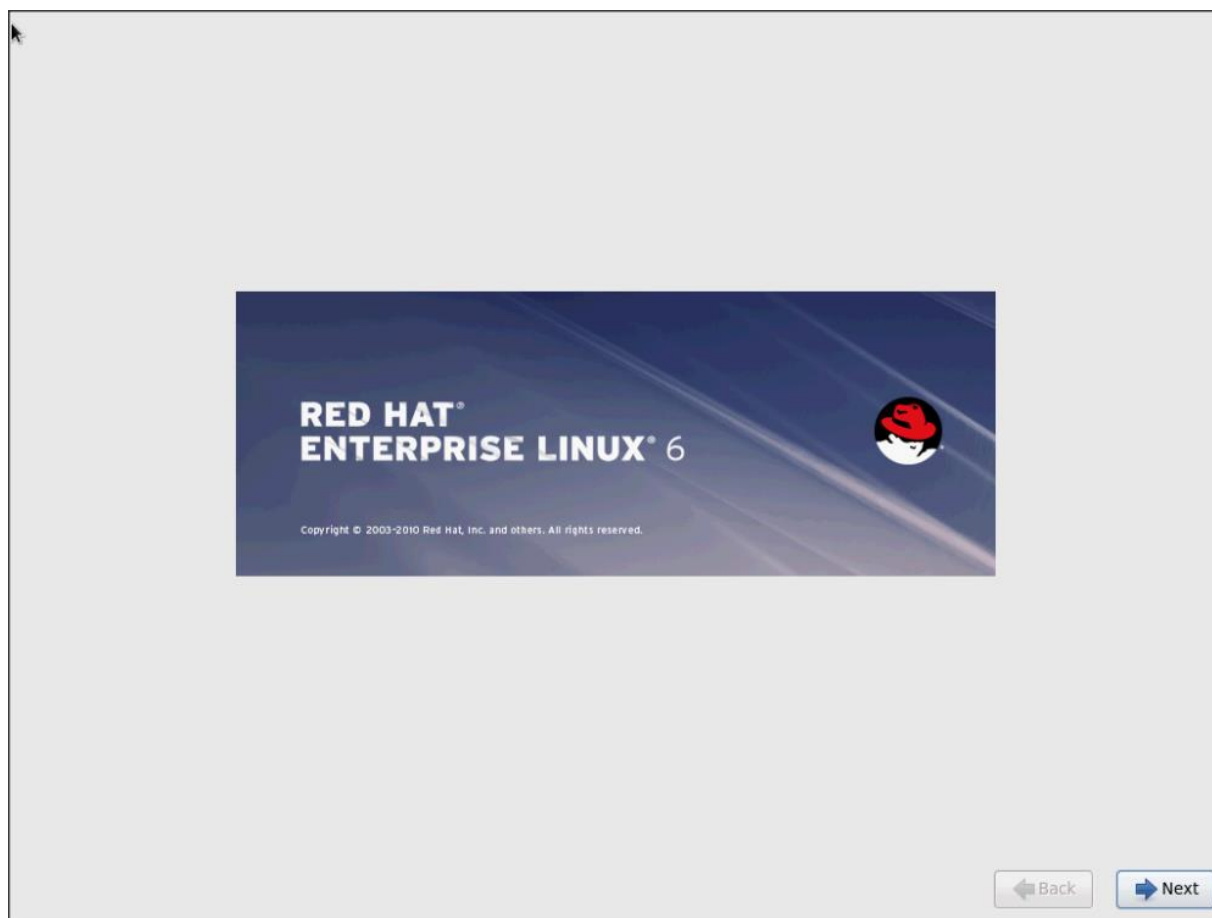 RED HAT®
ENTERPRISE LINUX® 6
Copyright © 2003-2010 Red Hat, Inc. and others. All rights reserved.
Back
Next